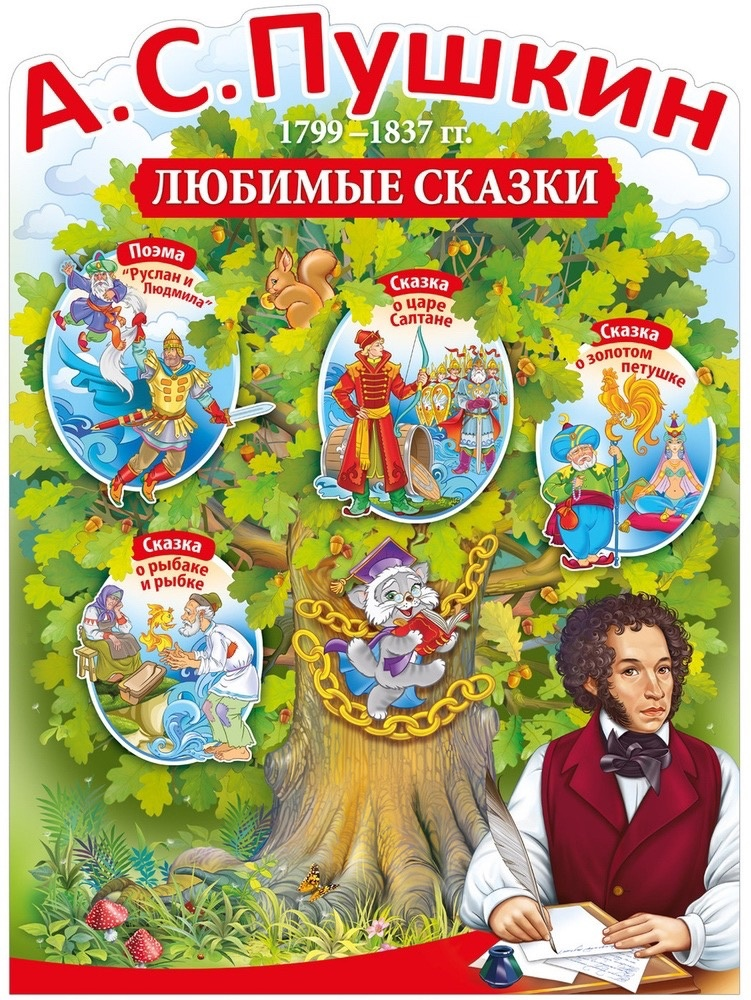 А.С.Пушкин
1799 –1837 гг.
ЛЮБИМЫЕ СКАЗКИ
Поэма
"Руслан и
Людмила"
Сказка
о царе
Салтане
Сказка
о золотом
петушке
Сказка
о рыбаке
и рыбке